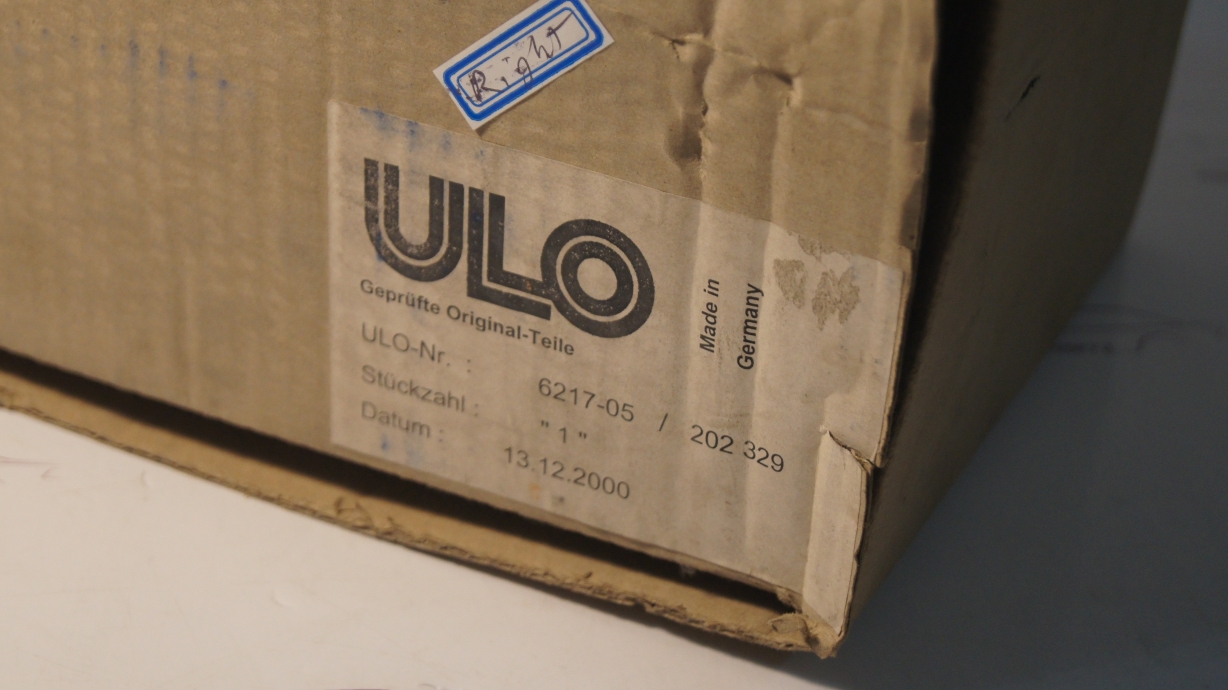 Right
ULO
Geprüfte Original-Teile
Made in
Germany
ULO-Nr. : 6217-05 / 202 329
Stückzahl : " 1 "
Datum : 13.12.2000